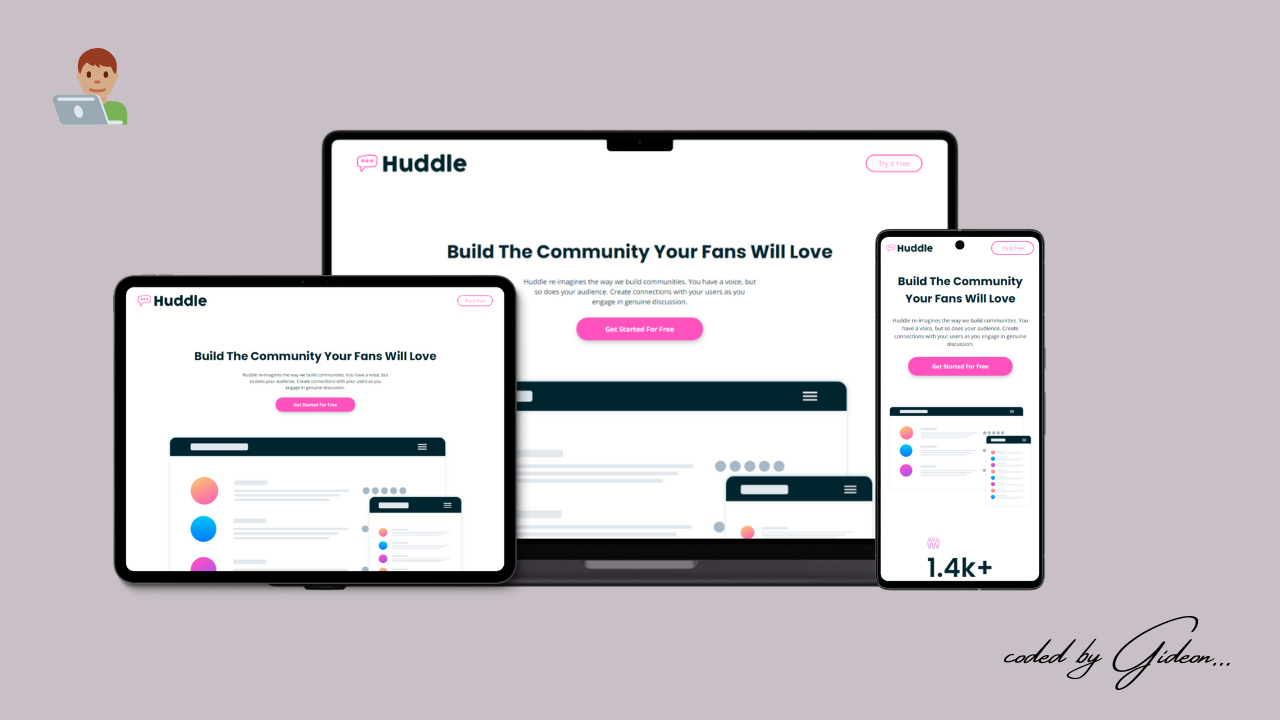 Huddle
Try It Free
Build The Community Your Fans Will Love
Huddle re-imagines the way we build communities. You have a voice, but
so does your audience. Create connections with your users as you
engage in genuine discussion.
Get Started For Free
Huddle
Try It Free
Build The Community Your Fans Will Love
Huddle re-imagines the way we build communities. You have a voice, but
so does your audience. Create connections with your users as you
engage in genuine discussion.
Get Started For Free
Huddle
Try It Free
Build The Community
Your Fans Will Love
Huddle re-imagines the way we build communities. You
have a voice, but so does your audience. Create
connections with your users as you engage in genuine
discussion.
Get Started For Free
1.4k+
coded by Gideon...